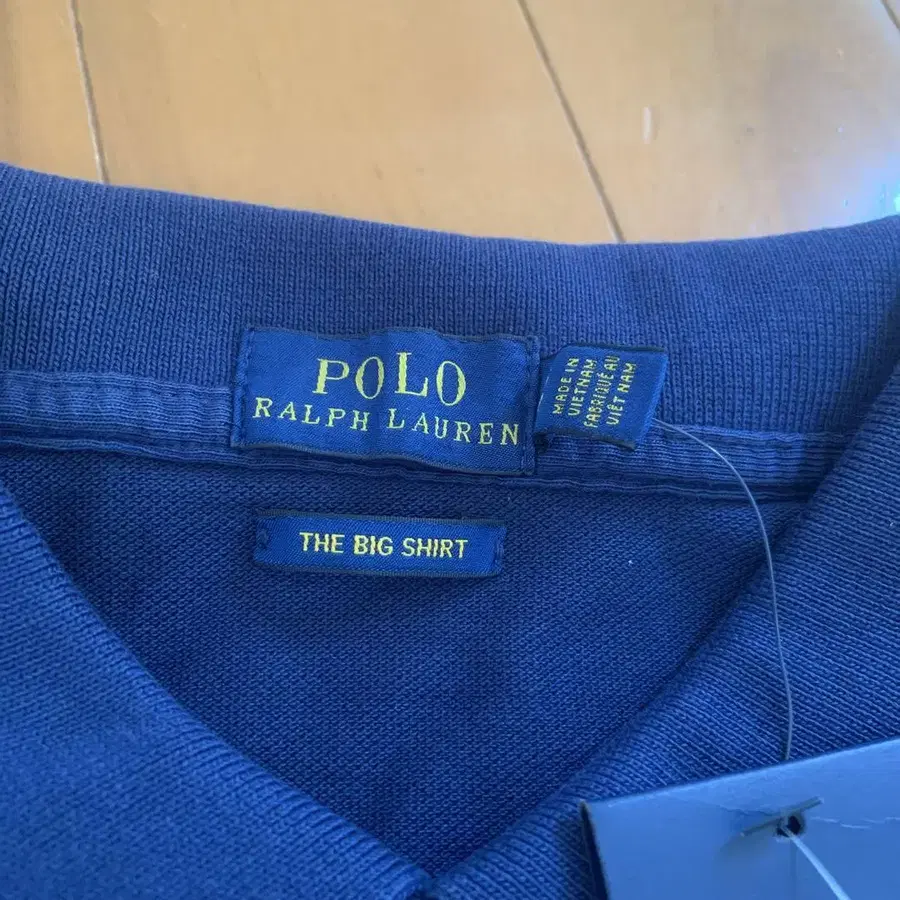 POLO
RALPH LAUREN
MADE IN
VIETNAM
FABRIQUÉ AU
VIÊT NAM
THE BIG SHIRT